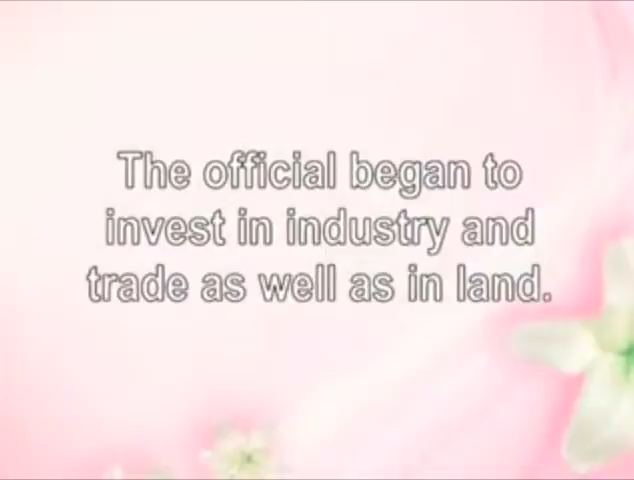 The official began to
invest in industry and
trade as well as in land.